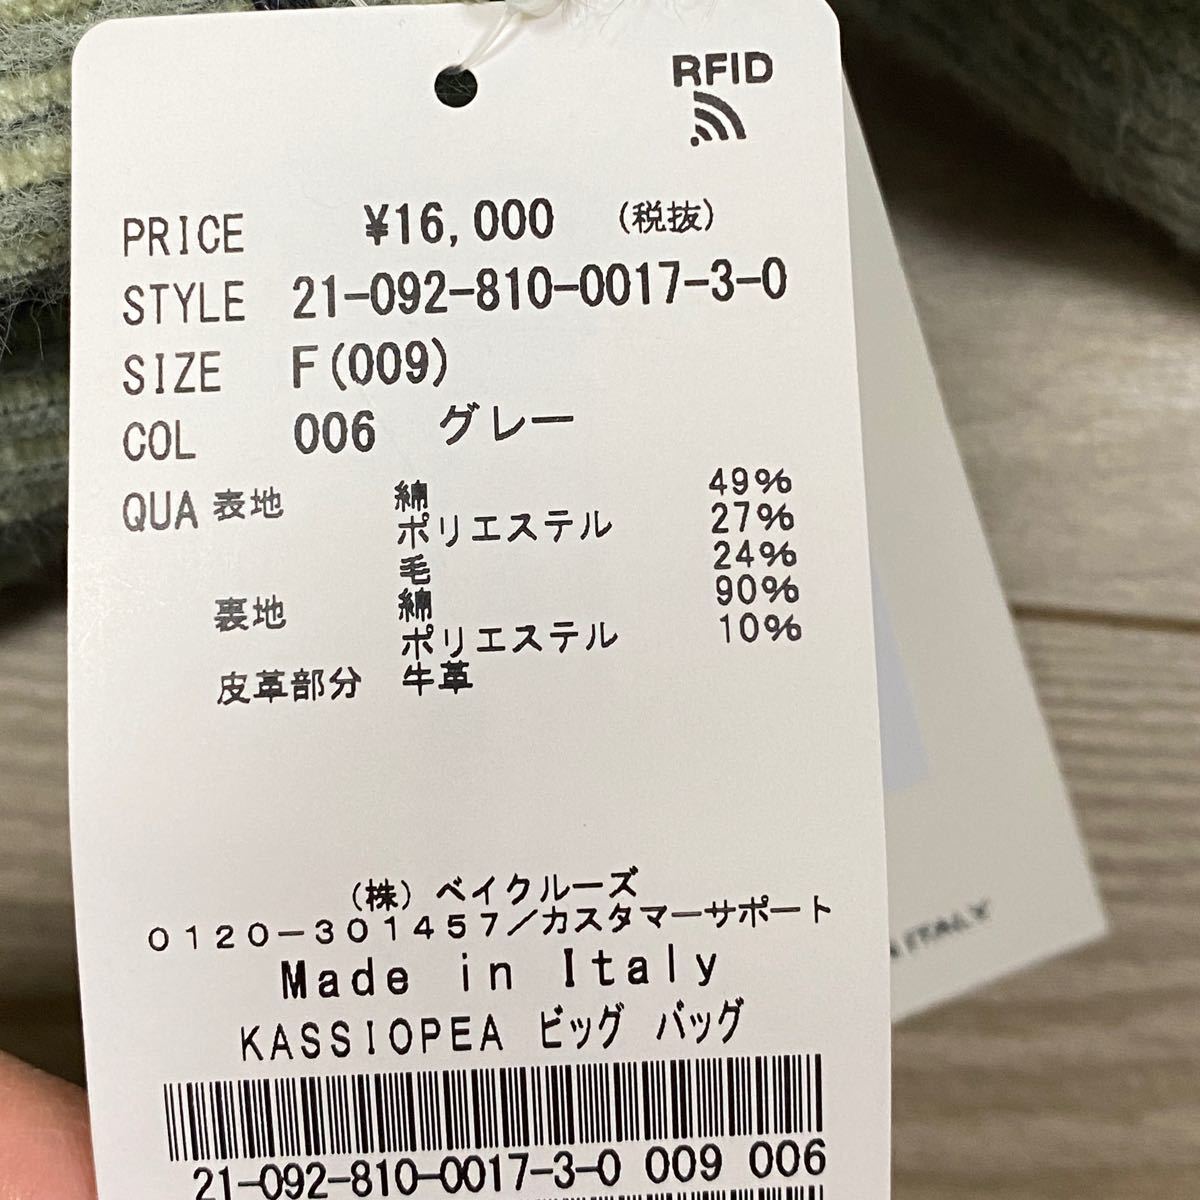 RFID
PRICE ¥16,000 (税抜)
STYLE 21-092-810-0017-3-0
SIZE F(009)
COL 006 グレー
QUA 表地 綿 49%
ポリエステル 27%
毛 24%
裏地 綿 90%
ポリエステル 10%
皮革部分 牛革
(株) ベイクルーズ
0120-301457/カスタマーサポート
Made in Italy
KASSIOPEA ビッグ バッグ
21-092-810-0017-3-0 009 006
ITALY